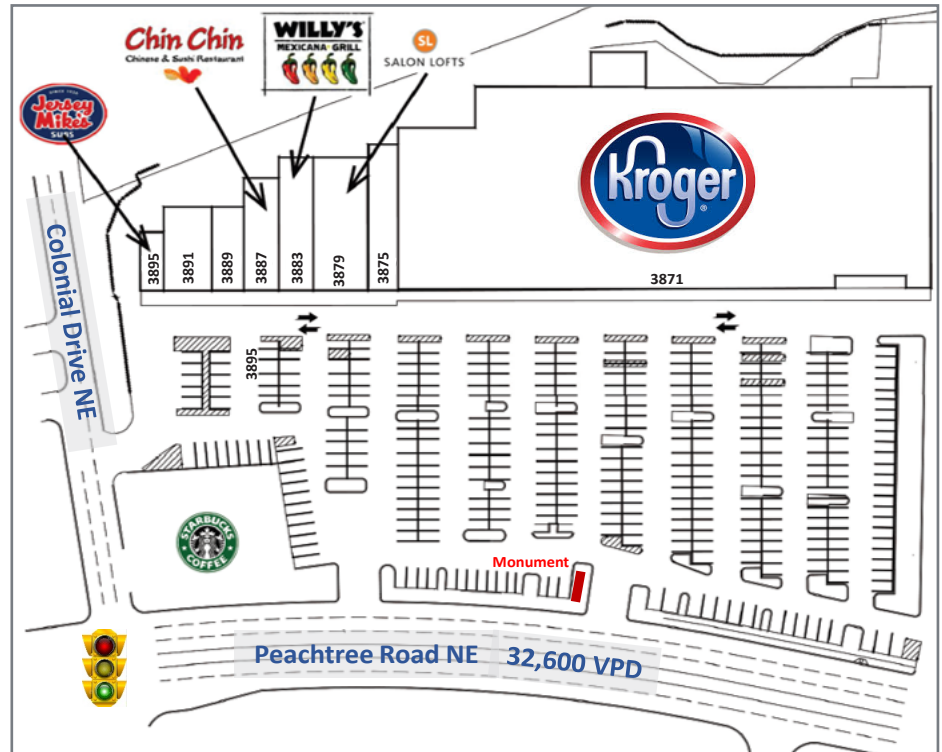 Chin Chin
Chinese & Sushi Restaurant
WILLY'S
MEXICANA GRILL
SL
SALON LOFTS
SINCE 1956
Jersey
Mike's
SUBS
Kroger
®
3895
3891
3889
3887
3883
3879
3875
3871
Colonial Drive NE
3895
STARBUCKS
COFFEE
Monument
Peachtree Road NE
32,600 VPD